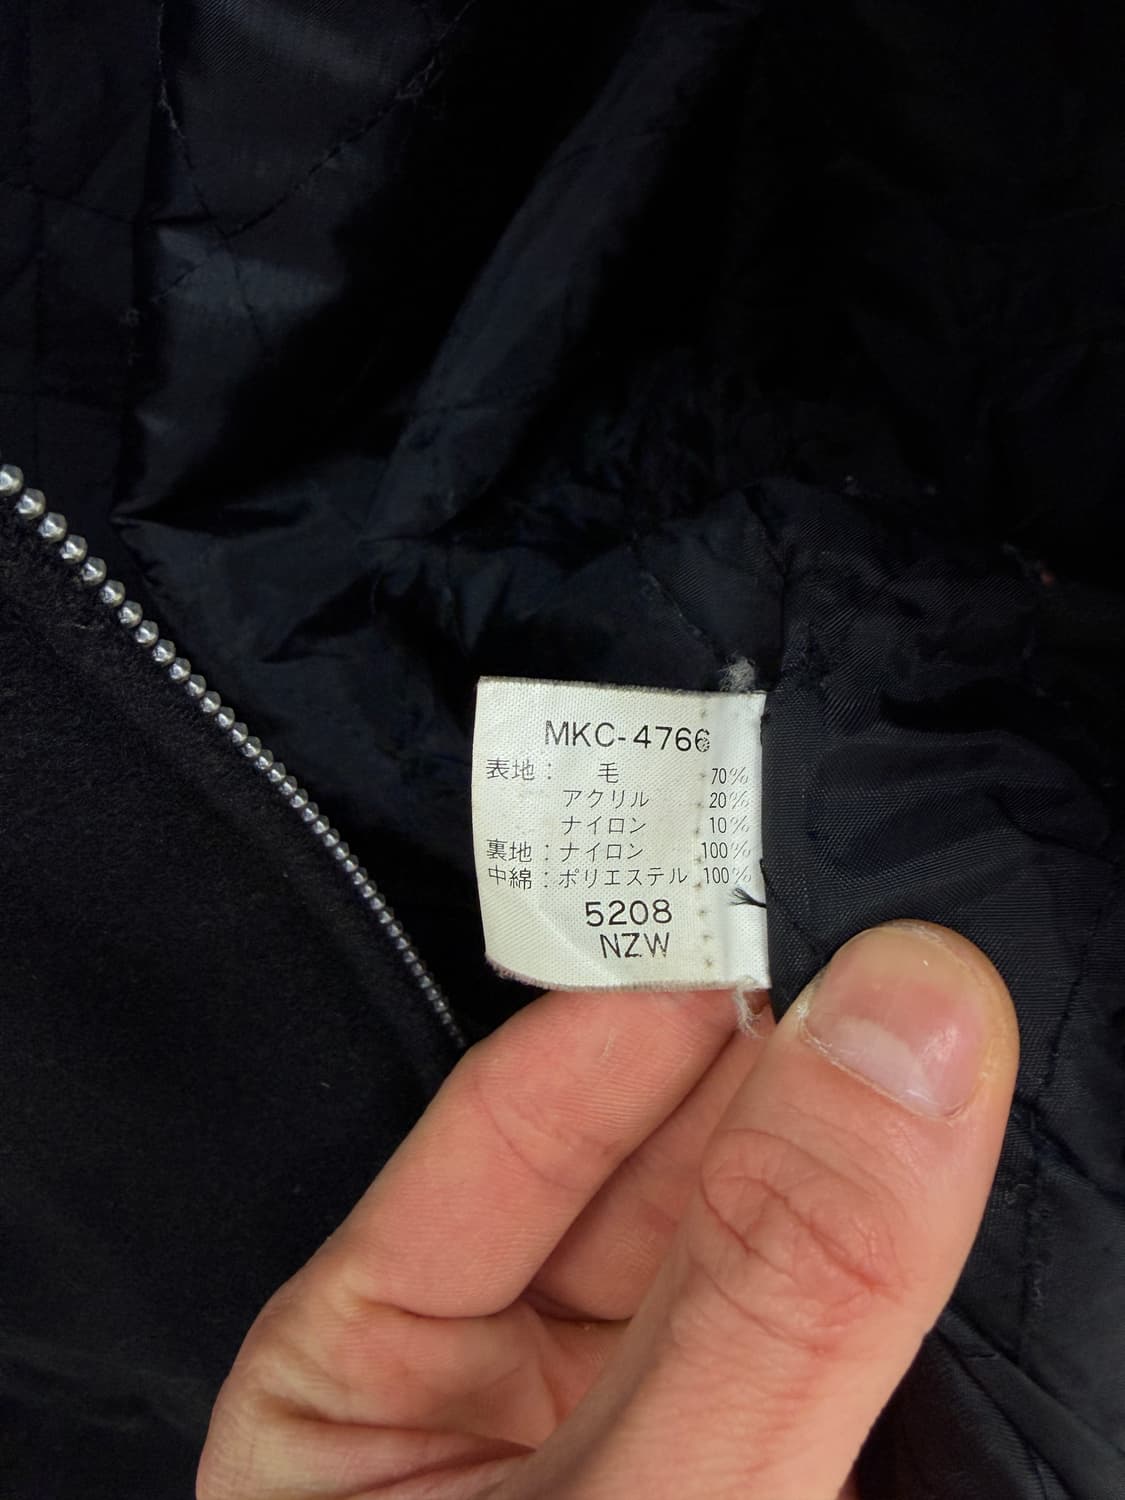 MKC-4766
表地： 毛 70%
アクリル 20%
ナイロン 10%
裏地：ナイロン 100%
中綿：ポリエステル 100%
5208
NZW